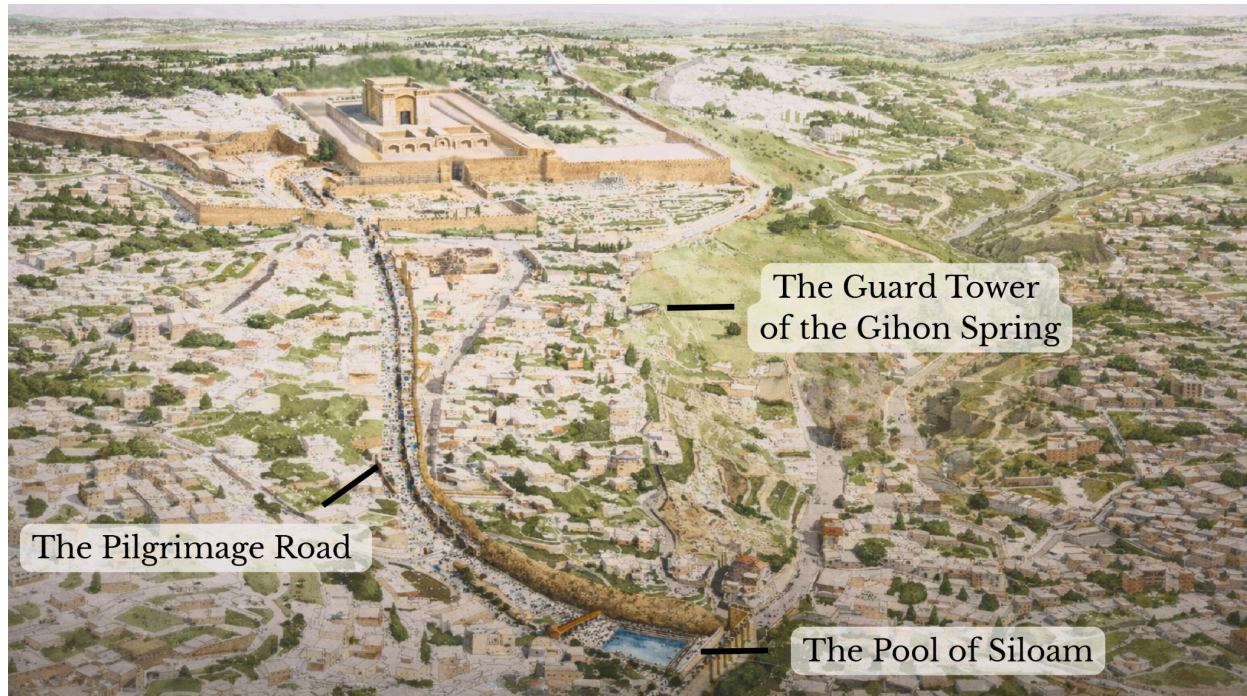 The Guard Tower
of the Gihon Spring
The Pilgrimage Road
The Pool of Siloam